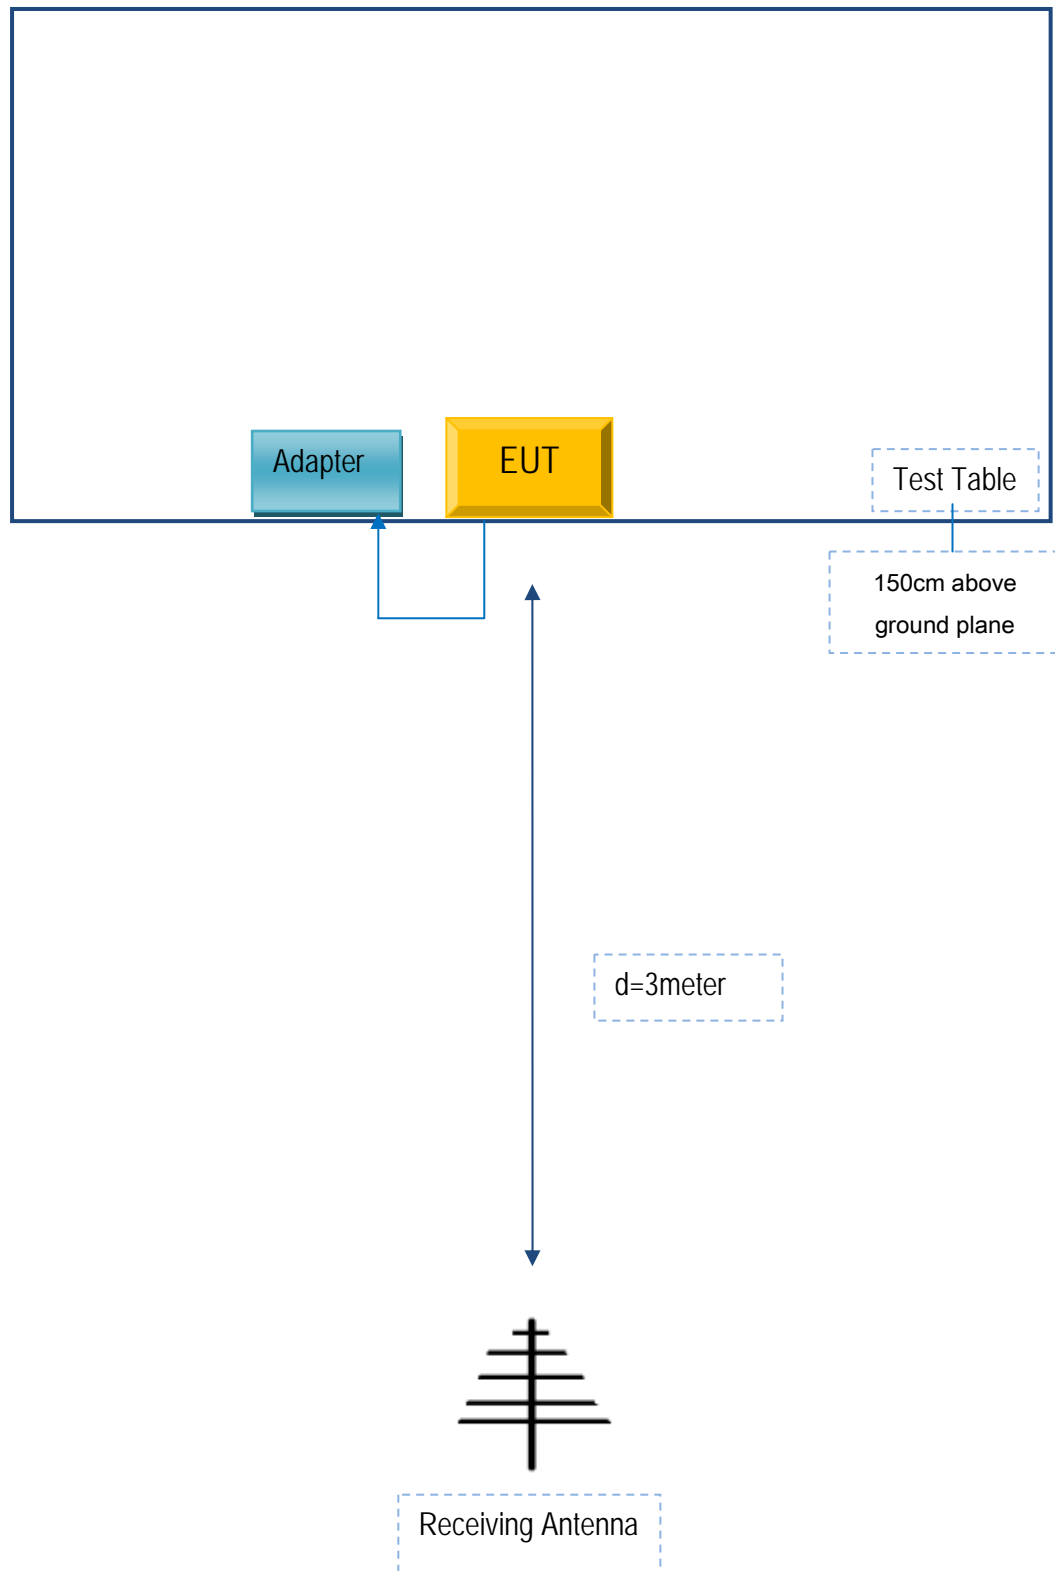 Adapter
EUT
Test Table
150cm above
ground plane
d=3meter
Receiving Antenna